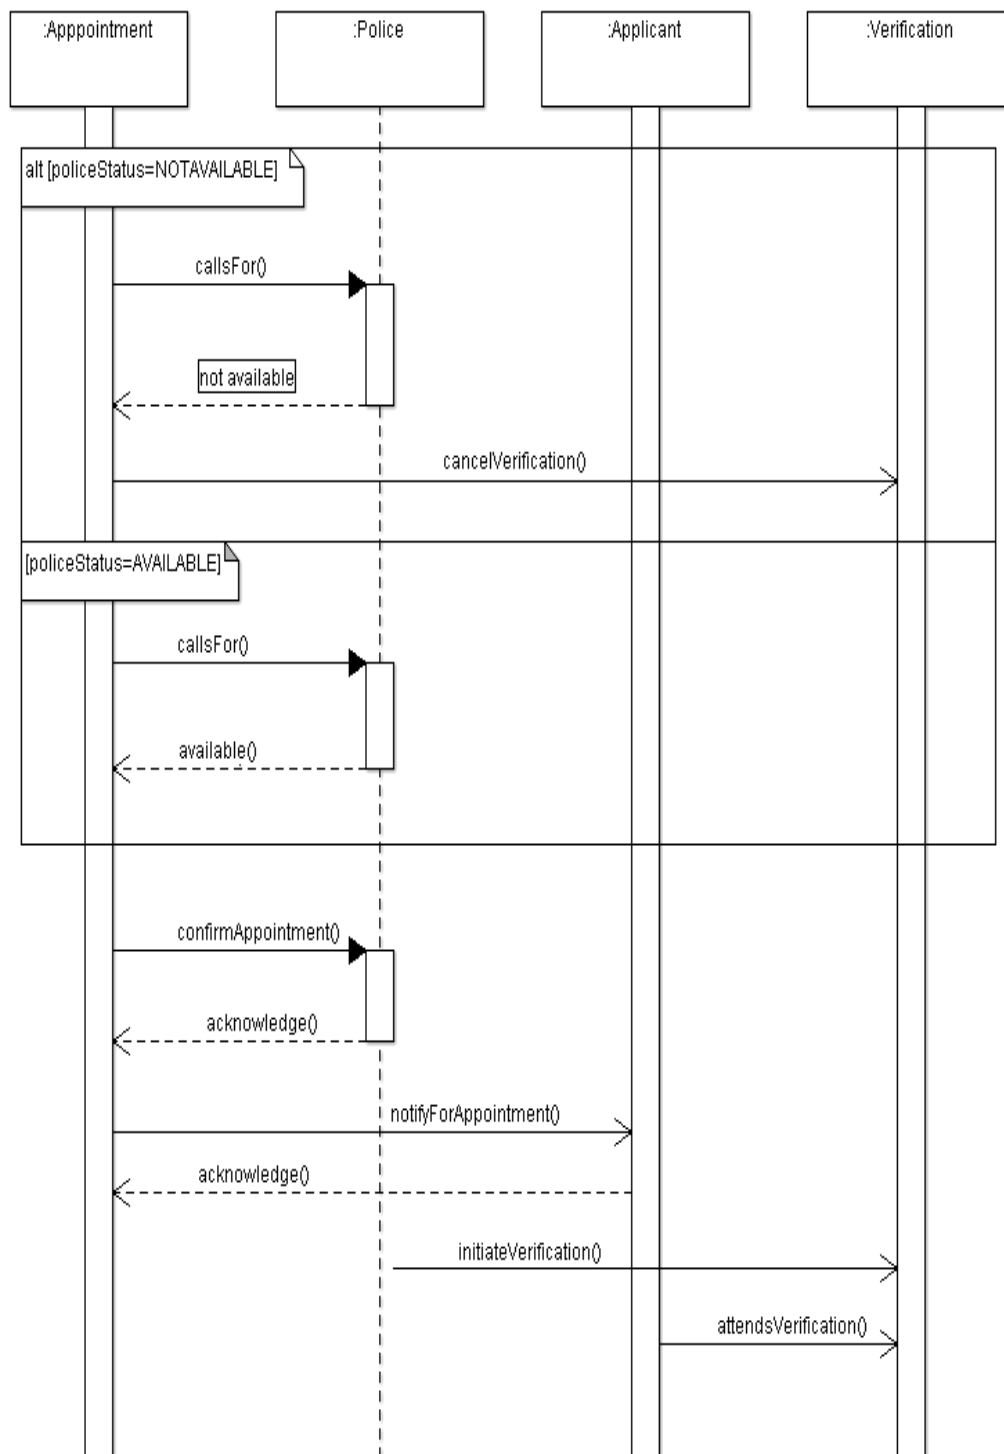 :Apppointment
:Police
:Applicant
:Verification
alt [policeStatus=NOTAVAILABLE]
callsFor()
not available
cancelVerification()
[policeStatus=AVAILABLE]
callsFor()
available()
confirmAppointment()
acknowledge()
notifyForAppointment()
acknowledge()
initiateVerification()
attendsVerification()